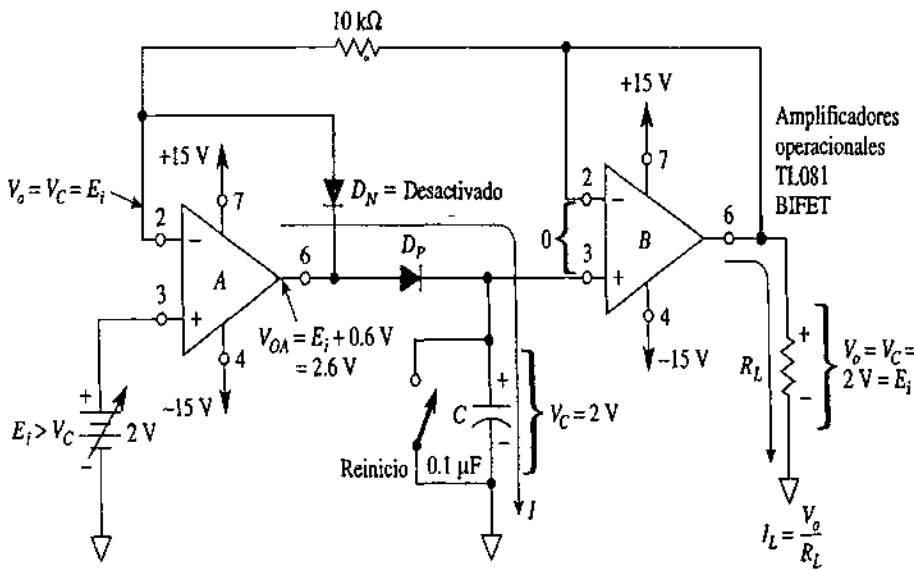 10 kΩ
+15 V
Amplificadores
operacionales
TL081
BIFET
+15 V
7
V_o = V_C = E_i
D_N = Desactivado
7
2
−
2
−
6
0
B
D_P
6
A
3
+
3
+
V_OA = E_i + 0.6 V
= 2.6 V
4
−15 V
4
R_L
+
−
V_o = V_C =
2 V = E_i
−15 V
+
E_i > V_C
2 V
−
+
C
−
V_C = 2 V
Reinicio
0.1 µF
I
I_L = V_o / R_L